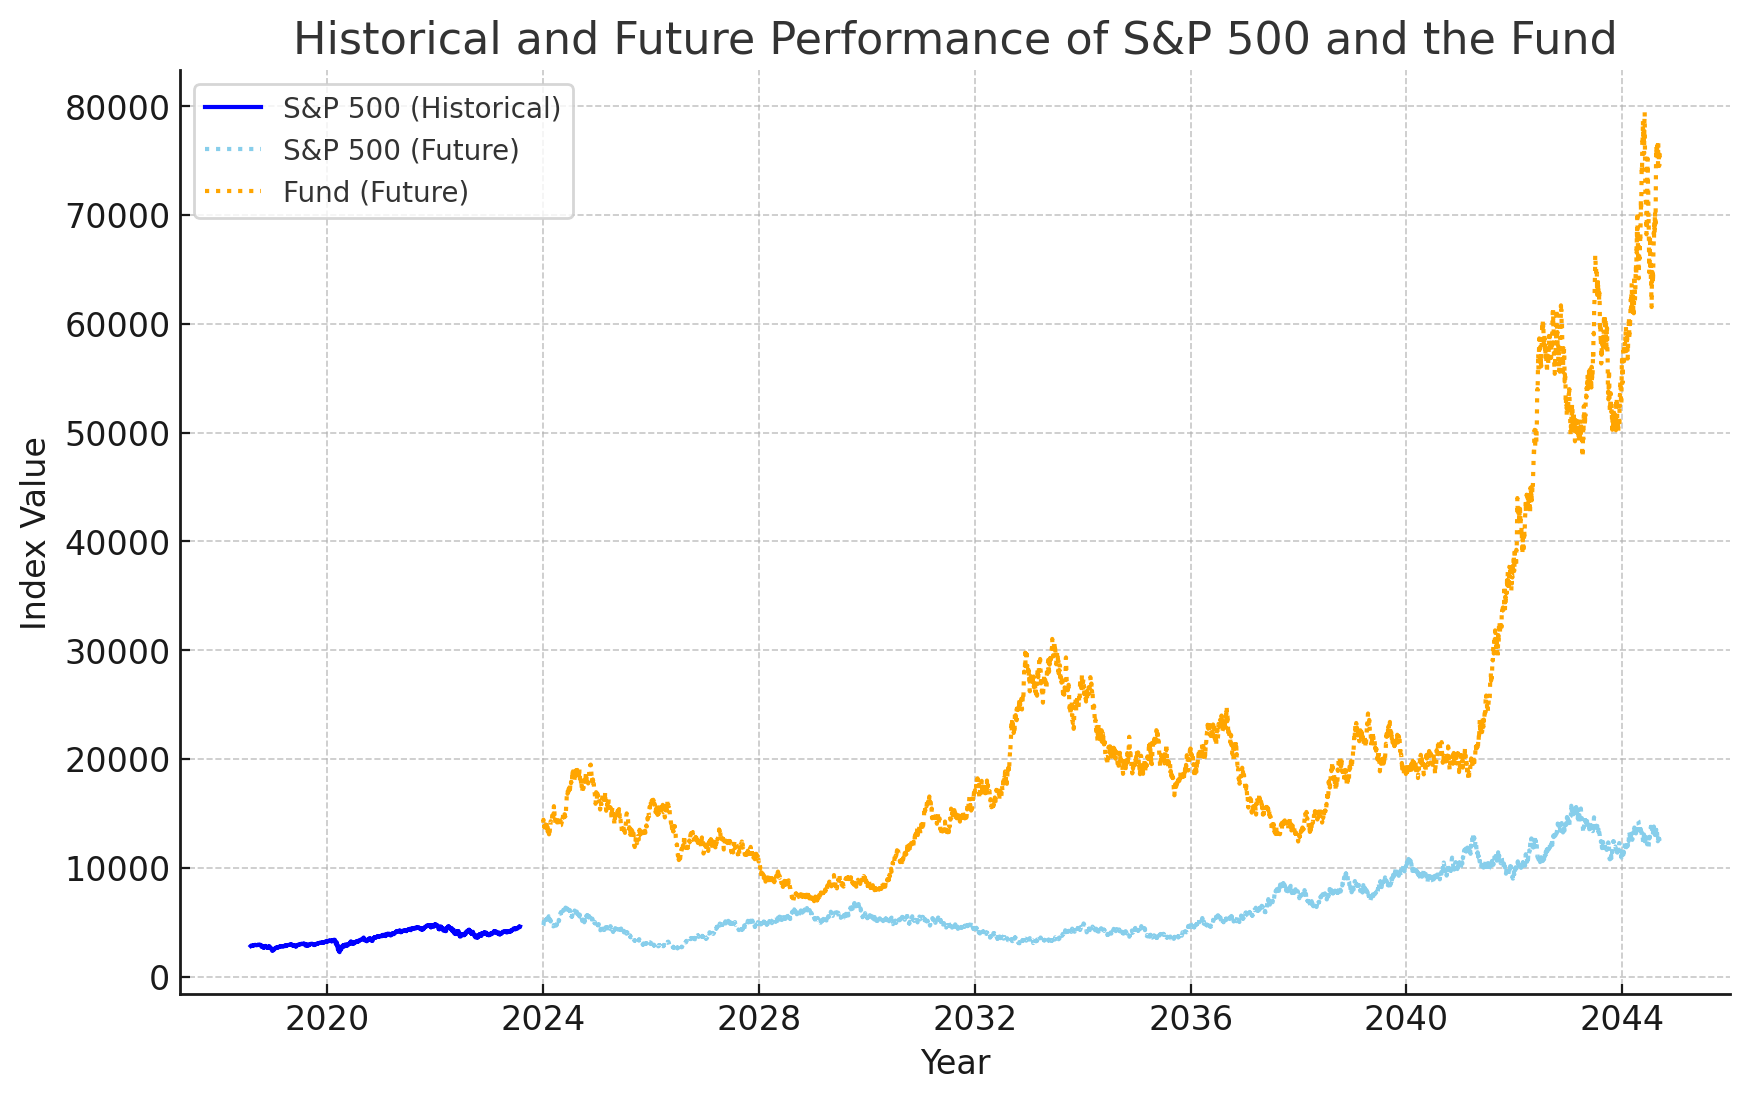 Historical and Future Performance of S&P 500 and the Fund
S&P 500 (Historical)
S&P 500 (Future)
Fund (Future)
80000
70000
60000
50000
40000
30000
20000
10000
0
Index Value
2020 2024 2028 2032 2036 2040 2044
Year